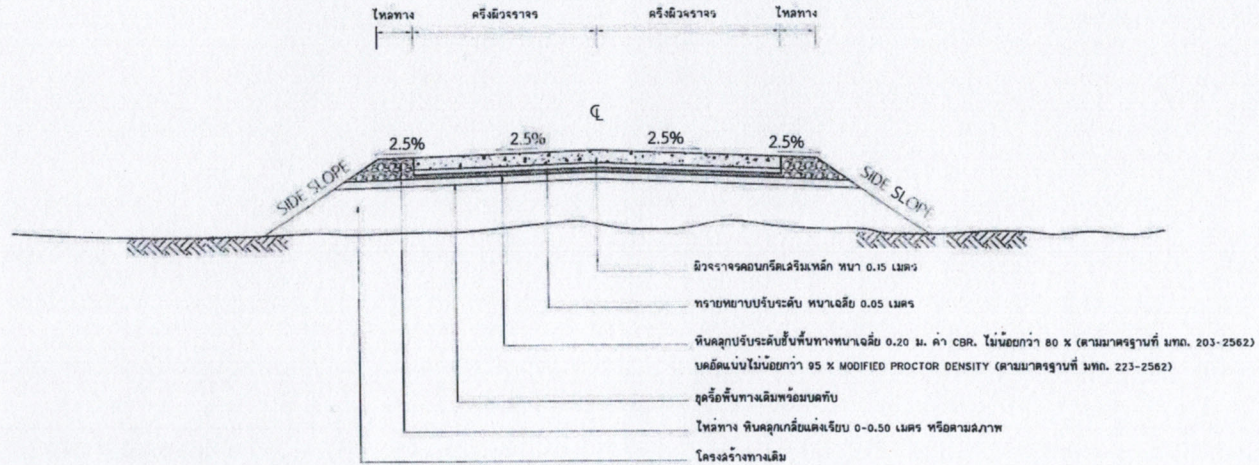 ไหล่ทาง ครึ่งผิวจราจร ครึ่งผิวจราจร ไหล่ทาง
℄
2.5% 2.5% 2.5% 2.5%
SIDE SLOPE SIDE SLOPE
ผิวจราจรคอนกรีตเสริมเหล็ก หนา 0.15 เมตร
ทรายหยาบปรับระดับ หนาเฉลี่ย 0.05 เมตร
หินคลุกปรับระดับชั้นพื้นทางหนาเฉลี่ย 0.20 ม. ค่า CBR. ไม่น้อยกว่า 80 % (ตามมาตรฐานที่ มทถ. 203-2562)
บดอัดแน่นไม่น้อยกว่า 95 % MODIFIED PROCTOR DENSITY (ตามมาตรฐานที่ มทถ. 223-2562)
ขุดรื้อพื้นทางเดิมพร้อมบดทับ
ไหล่ทาง หินคลุกเกลี่ยแต่งเรียบ 0-0.50 เมตร หรือตามสภาพ
โครงสร้างทางเดิม